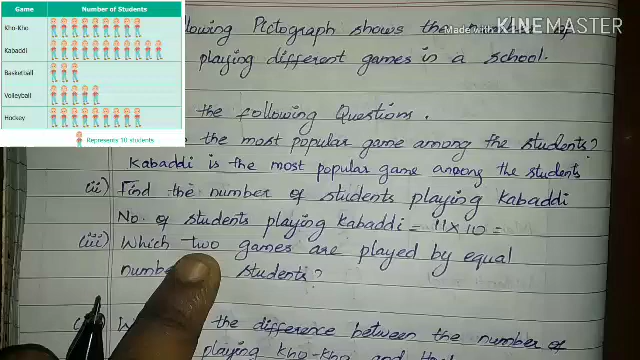 Game Number of Students
Kho-Kho
Kabaddi
Basketball
Volleyball
Hockey
Represents 10 students
Made with KINEMASTER
Following Pictograph shows the
playing different games in a school.
the following Questions.
the most popular game among the students?
Kabaddi is the most popular game among the students
(ii) Find the number of students playing Kabaddi
No. of students playing Kabaddi = 11 x 10 =
(iii) Which two games are played by equal
students?
the difference between the number of
playing Kho-Kho and